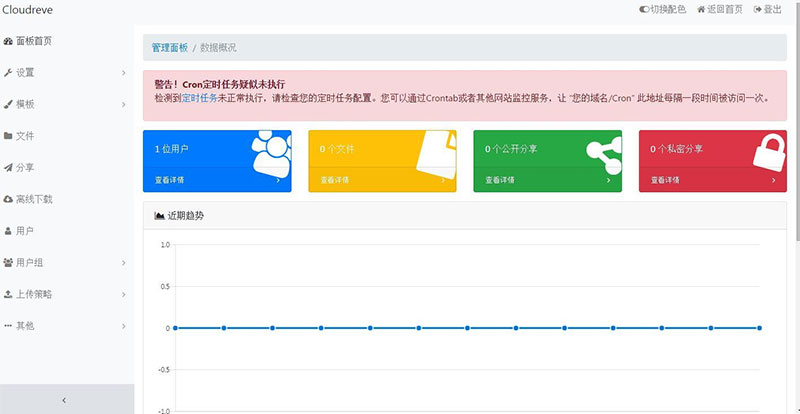 Cloudreve
切换配色 返回首页 登出
面板首页
设置
模板
文件
分享
离线下载
用户
用户组
上传策略
其他
管理面板 / 数据概况
警告！Cron定时任务疑似未执行
检测到定时任务未正常执行，请检查您的定时任务配置。您可以通过Crontab或者其他网站监控服务，让 "您的域名/Cron" 此地址每隔一段时间被访问一次。
1 位用户
查看详情
0 个文件
查看详情
0 个公开分享
查看详情
0 个私密分享
查看详情
近期趋势
1.0
0.5
0
-0.5
-1.0